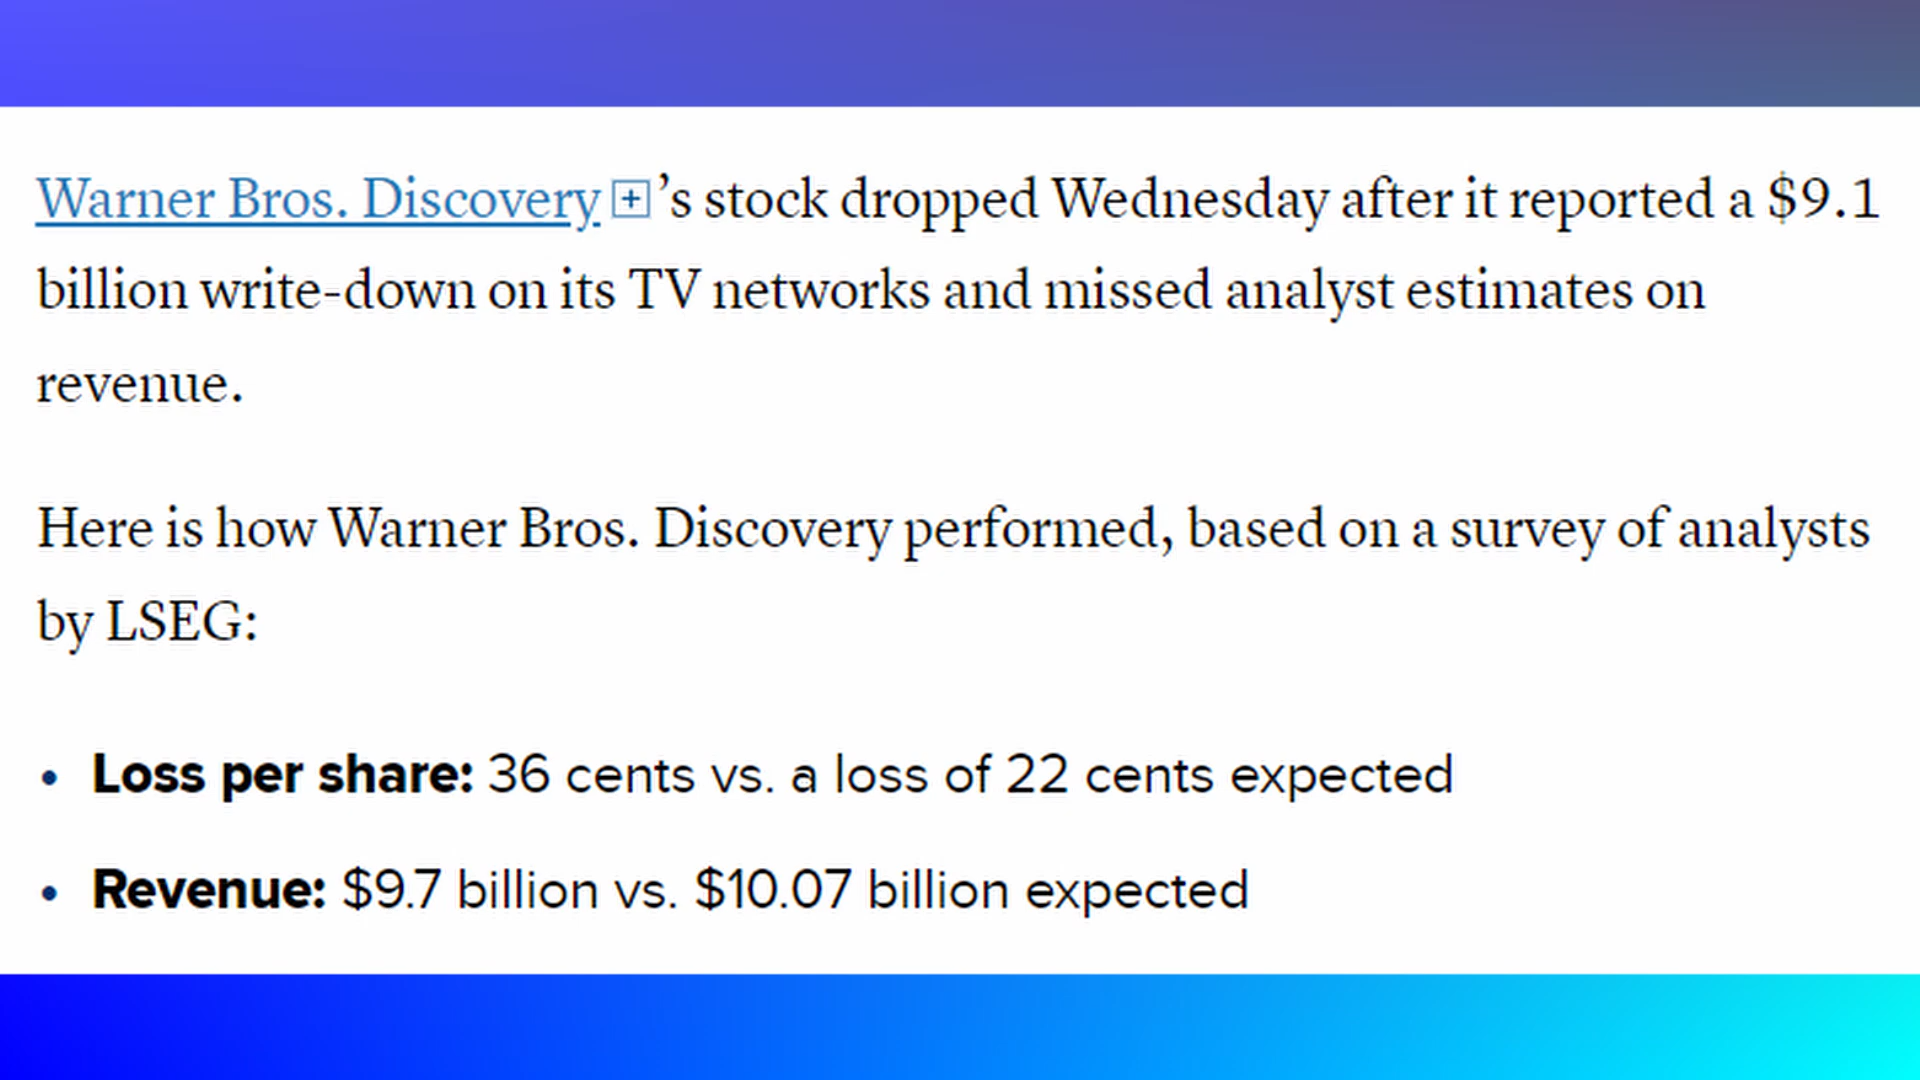 Warner Bros. Discovery’s stock dropped Wednesday after it reported a $9.1
billion write-down on its TV networks and missed analyst estimates on
revenue.
Here is how Warner Bros. Discovery performed, based on a survey of analysts
by LSEG:
• Loss per share: 36 cents vs. a loss of 22 cents expected
• Revenue: $9.7 billion vs. $10.07 billion expected